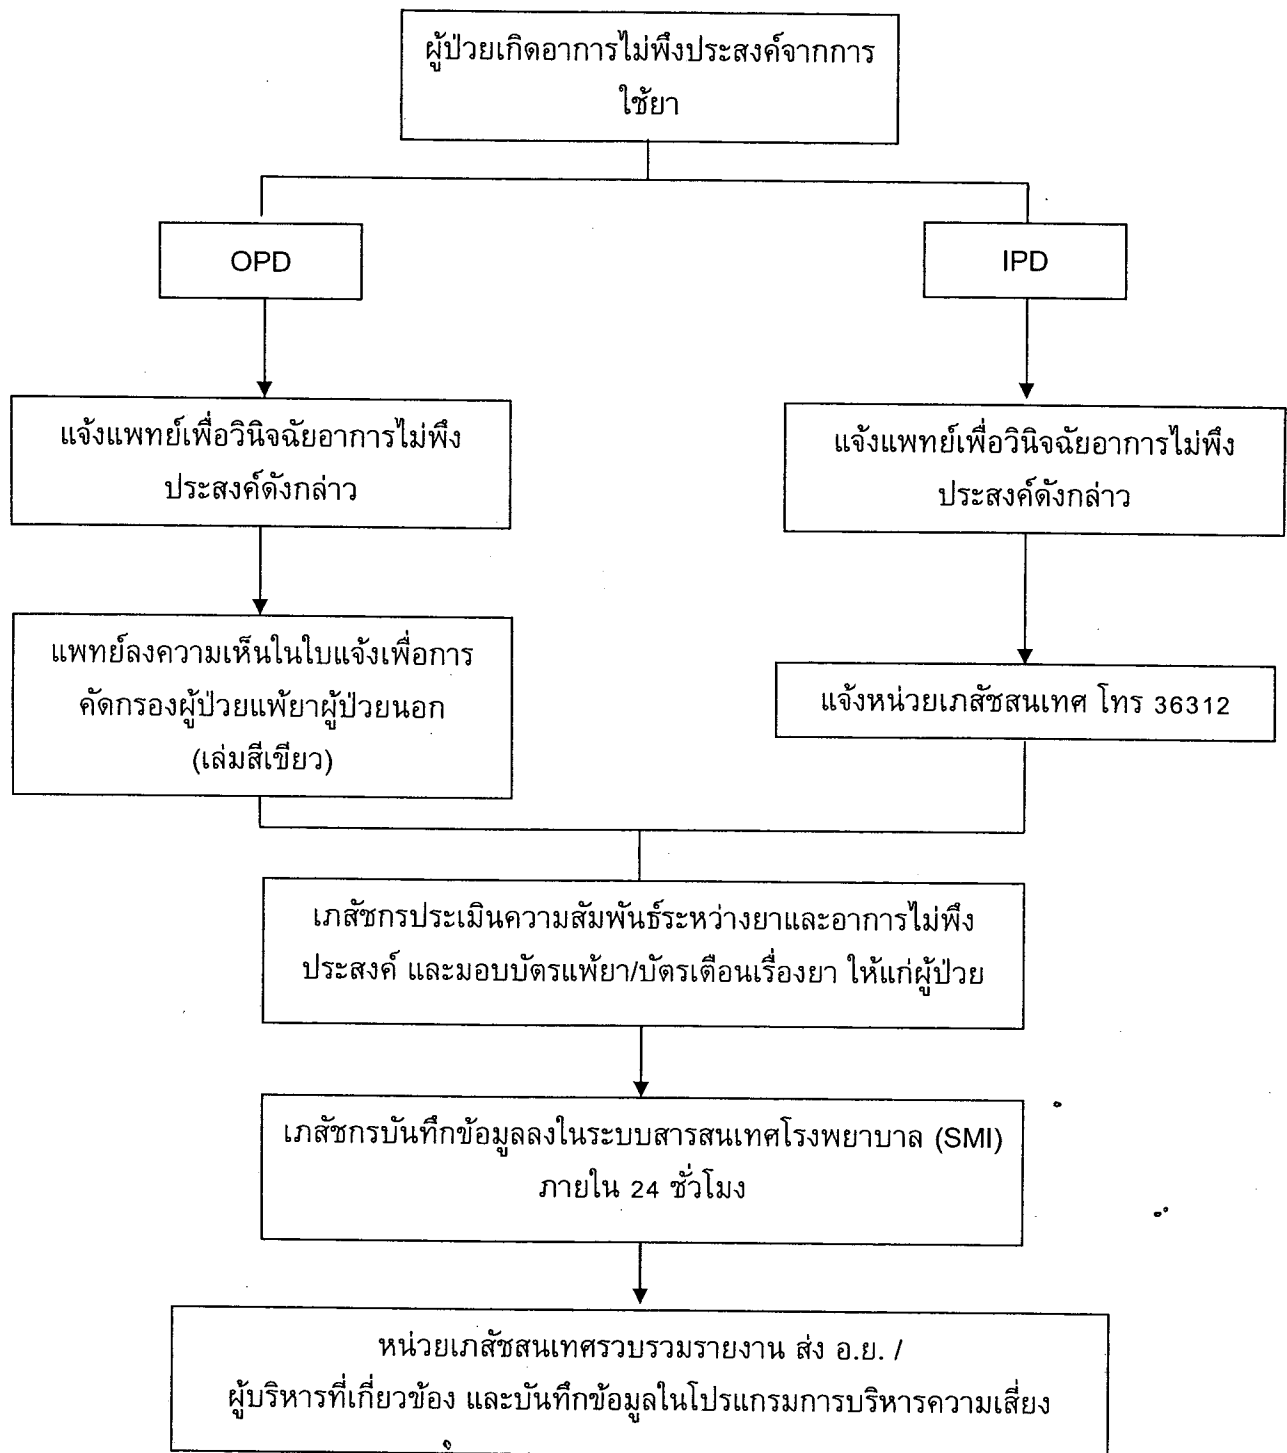 ผู้ป่วยเกิดอาการไม่พึงประสงค์จากการ
ใช้ยา
OPD
IPD
แจ้งแพทย์เพื่อวินิจฉัยอาการไม่พึง
ประสงค์ดังกล่าว
แจ้งแพทย์เพื่อวินิจฉัยอาการไม่พึง
ประสงค์ดังกล่าว
แพทย์ลงความเห็นในใบแจ้งเพื่อการ
คัดกรองผู้ป่วยแพ้ยาผู้ป่วยนอก
(เล่มสีเขียว)
แจ้งหน่วยเภสัชสนเทศ โทร 36312
เภสัชกรประเมินความสัมพันธ์ระหว่างยาและอาการไม่พึง
ประสงค์ และมอบบัตรแพ้ยา/บัตรเตือนเรื่องยา ให้แก่ผู้ป่วย
เภสัชกรบันทึกข้อมูลลงในระบบสารสนเทศโรงพยาบาล (SMI)
ภายใน 24 ชั่วโมง
หน่วยเภสัชสนเทศรวบรวมรายงาน ส่ง อ.ย. /
ผู้บริหารที่เกี่ยวข้อง และบันทึกข้อมูลในโปรแกรมการบริหารความเสี่ยง